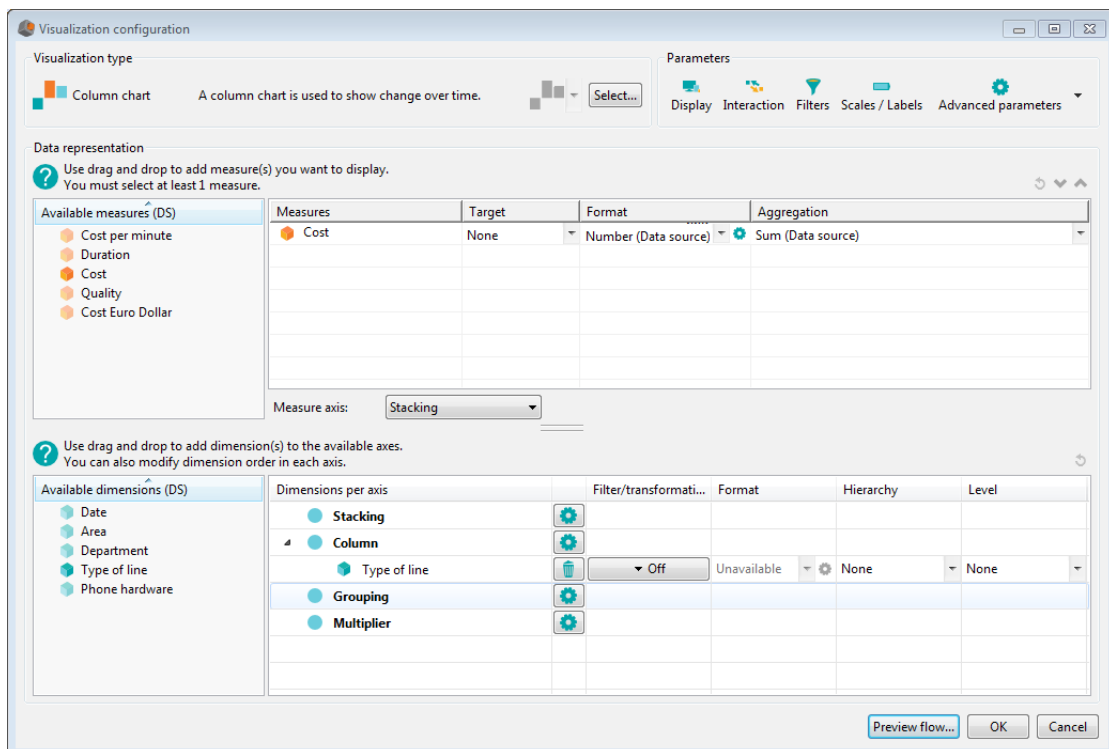 Visualization configuration
Visualization type
Parameters
Column chart
A column chart is used to show change over time.
Select...
Display
Interaction
Filters
Scales / Labels
Advanced parameters
Data representation
Use drag and drop to add measure(s) you want to display.
You must select at least 1 measure.
Available measures (DS)
Cost per minute
Duration
Cost
Quality
Cost Euro Dollar
Measures
Target
Format
Aggregation
Cost
None
Number (Data source)
Sum (Data source)
Measure axis:
Stacking
Use drag and drop to add dimension(s) to the available axes.
You can also modify dimension order in each axis.
Available dimensions (DS)
Date
Area
Department
Type of line
Phone hardware
Dimensions per axis
Filter/transformati...
Format
Hierarchy
Level
Stacking
Column
Type of line
Off
Unavailable
None
None
Grouping
Multiplier
Preview flow...
OK
Cancel